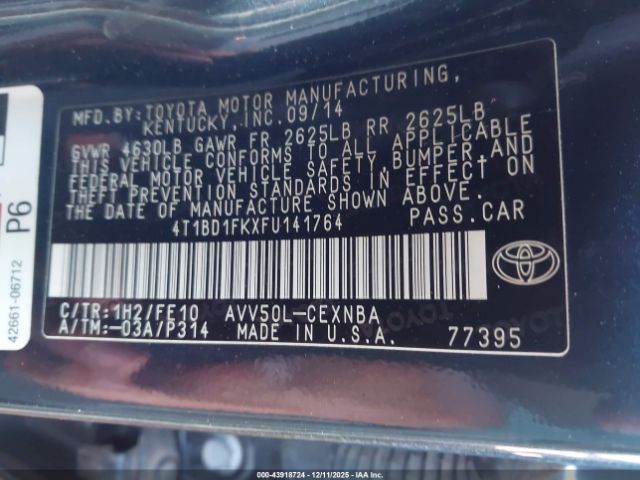 MFD.BY:TOYOTA MOTOR MANUFACTURING,
KENTUCKY,INC.09/14
GVWR 4630LB GAWR FR 2625LB RR 2625LB
THIS VEHICLE CONFORMS TO ALL APPLICABLE
FEDERAL MOTOR VEHICLE SAFETY, BUMPER AND
THEFT PREVENTION STANDARDS IN EFFECT ON
THE DATE OF MANUFACTURE SHOWN ABOVE.
4T1BD1FKXFU141764 PASS.CAR
C/TR:1H2/FE10 AVV50L-CEXNBA
A/TM:-03A/P314 MADE IN U.S.A. 77395
P6
42661-06712
000-43918724 - 12/11/2025 - IAA Inc.